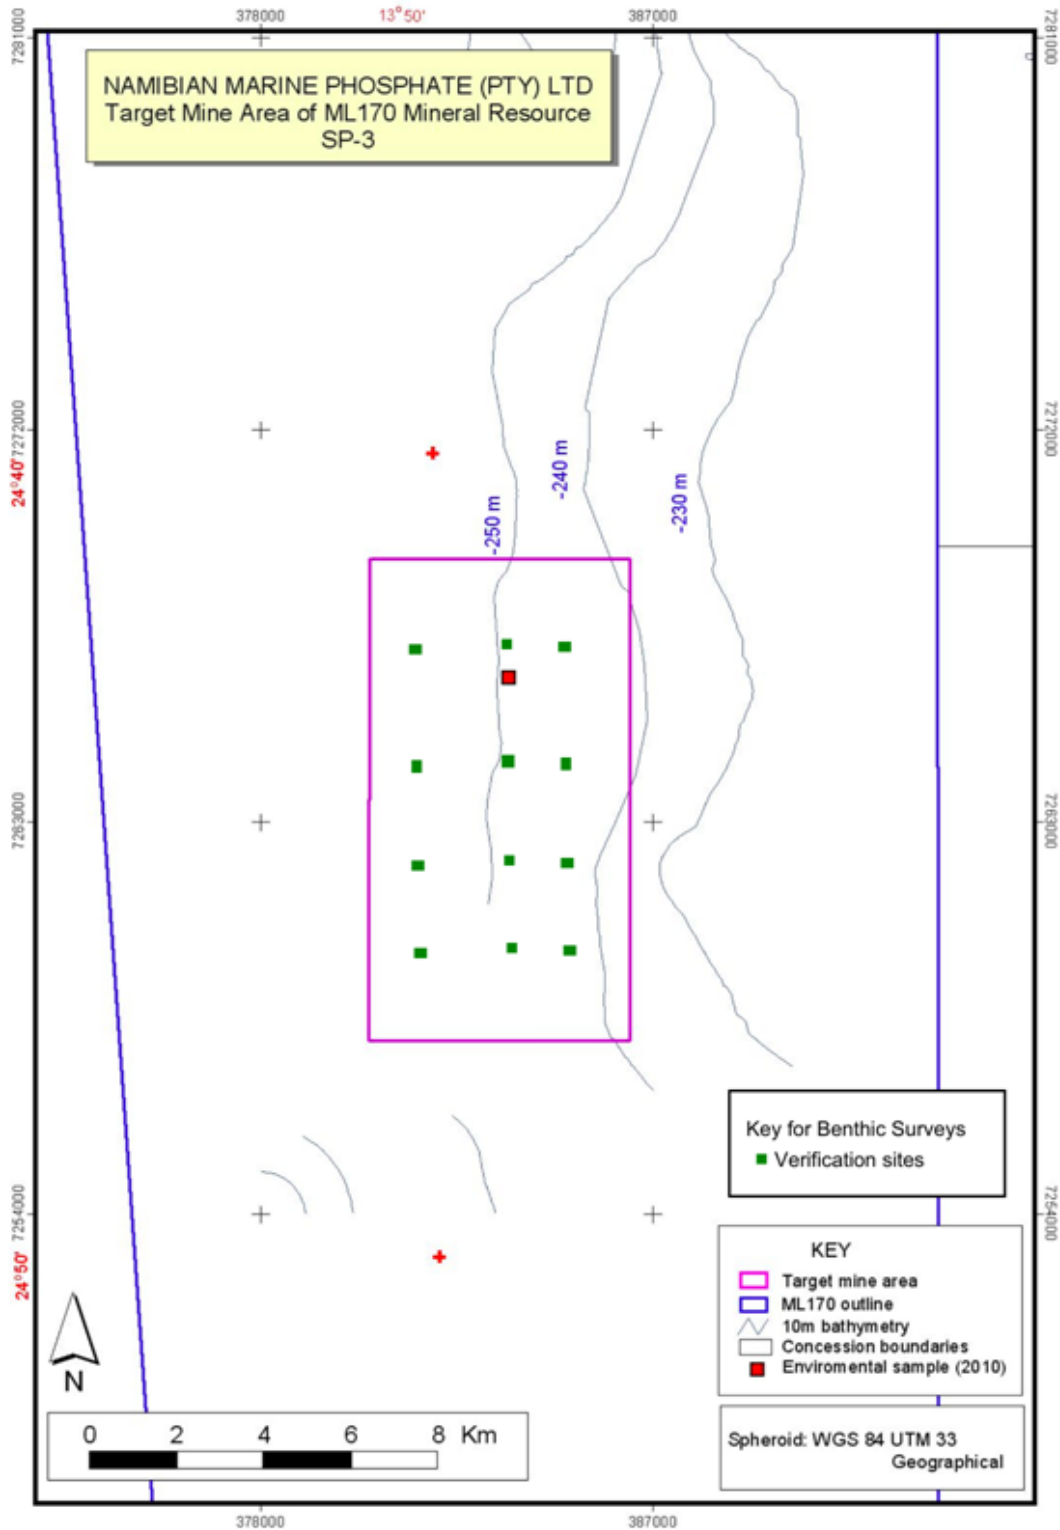 378000
13°50'
387000
7281000
7281000
NAMIBIAN MARINE PHOSPHATE (PTY) LTD
Target Mine Area of ML170 Mineral Resource
SP-3
7272000
7272000
24°40'
-250 m
-240 m
-230 m
7263000
7263000
Key for Benthic Surveys
Verification sites
7254000
7254000
24°50'
KEY
Target mine area
ML170 outline
10m bathymetry
Concession boundaries
Enviromental sample (2010)
N
0 2 4 6 8 Km
Spheroid: WGS 84 UTM 33
Geographical
378000
387000